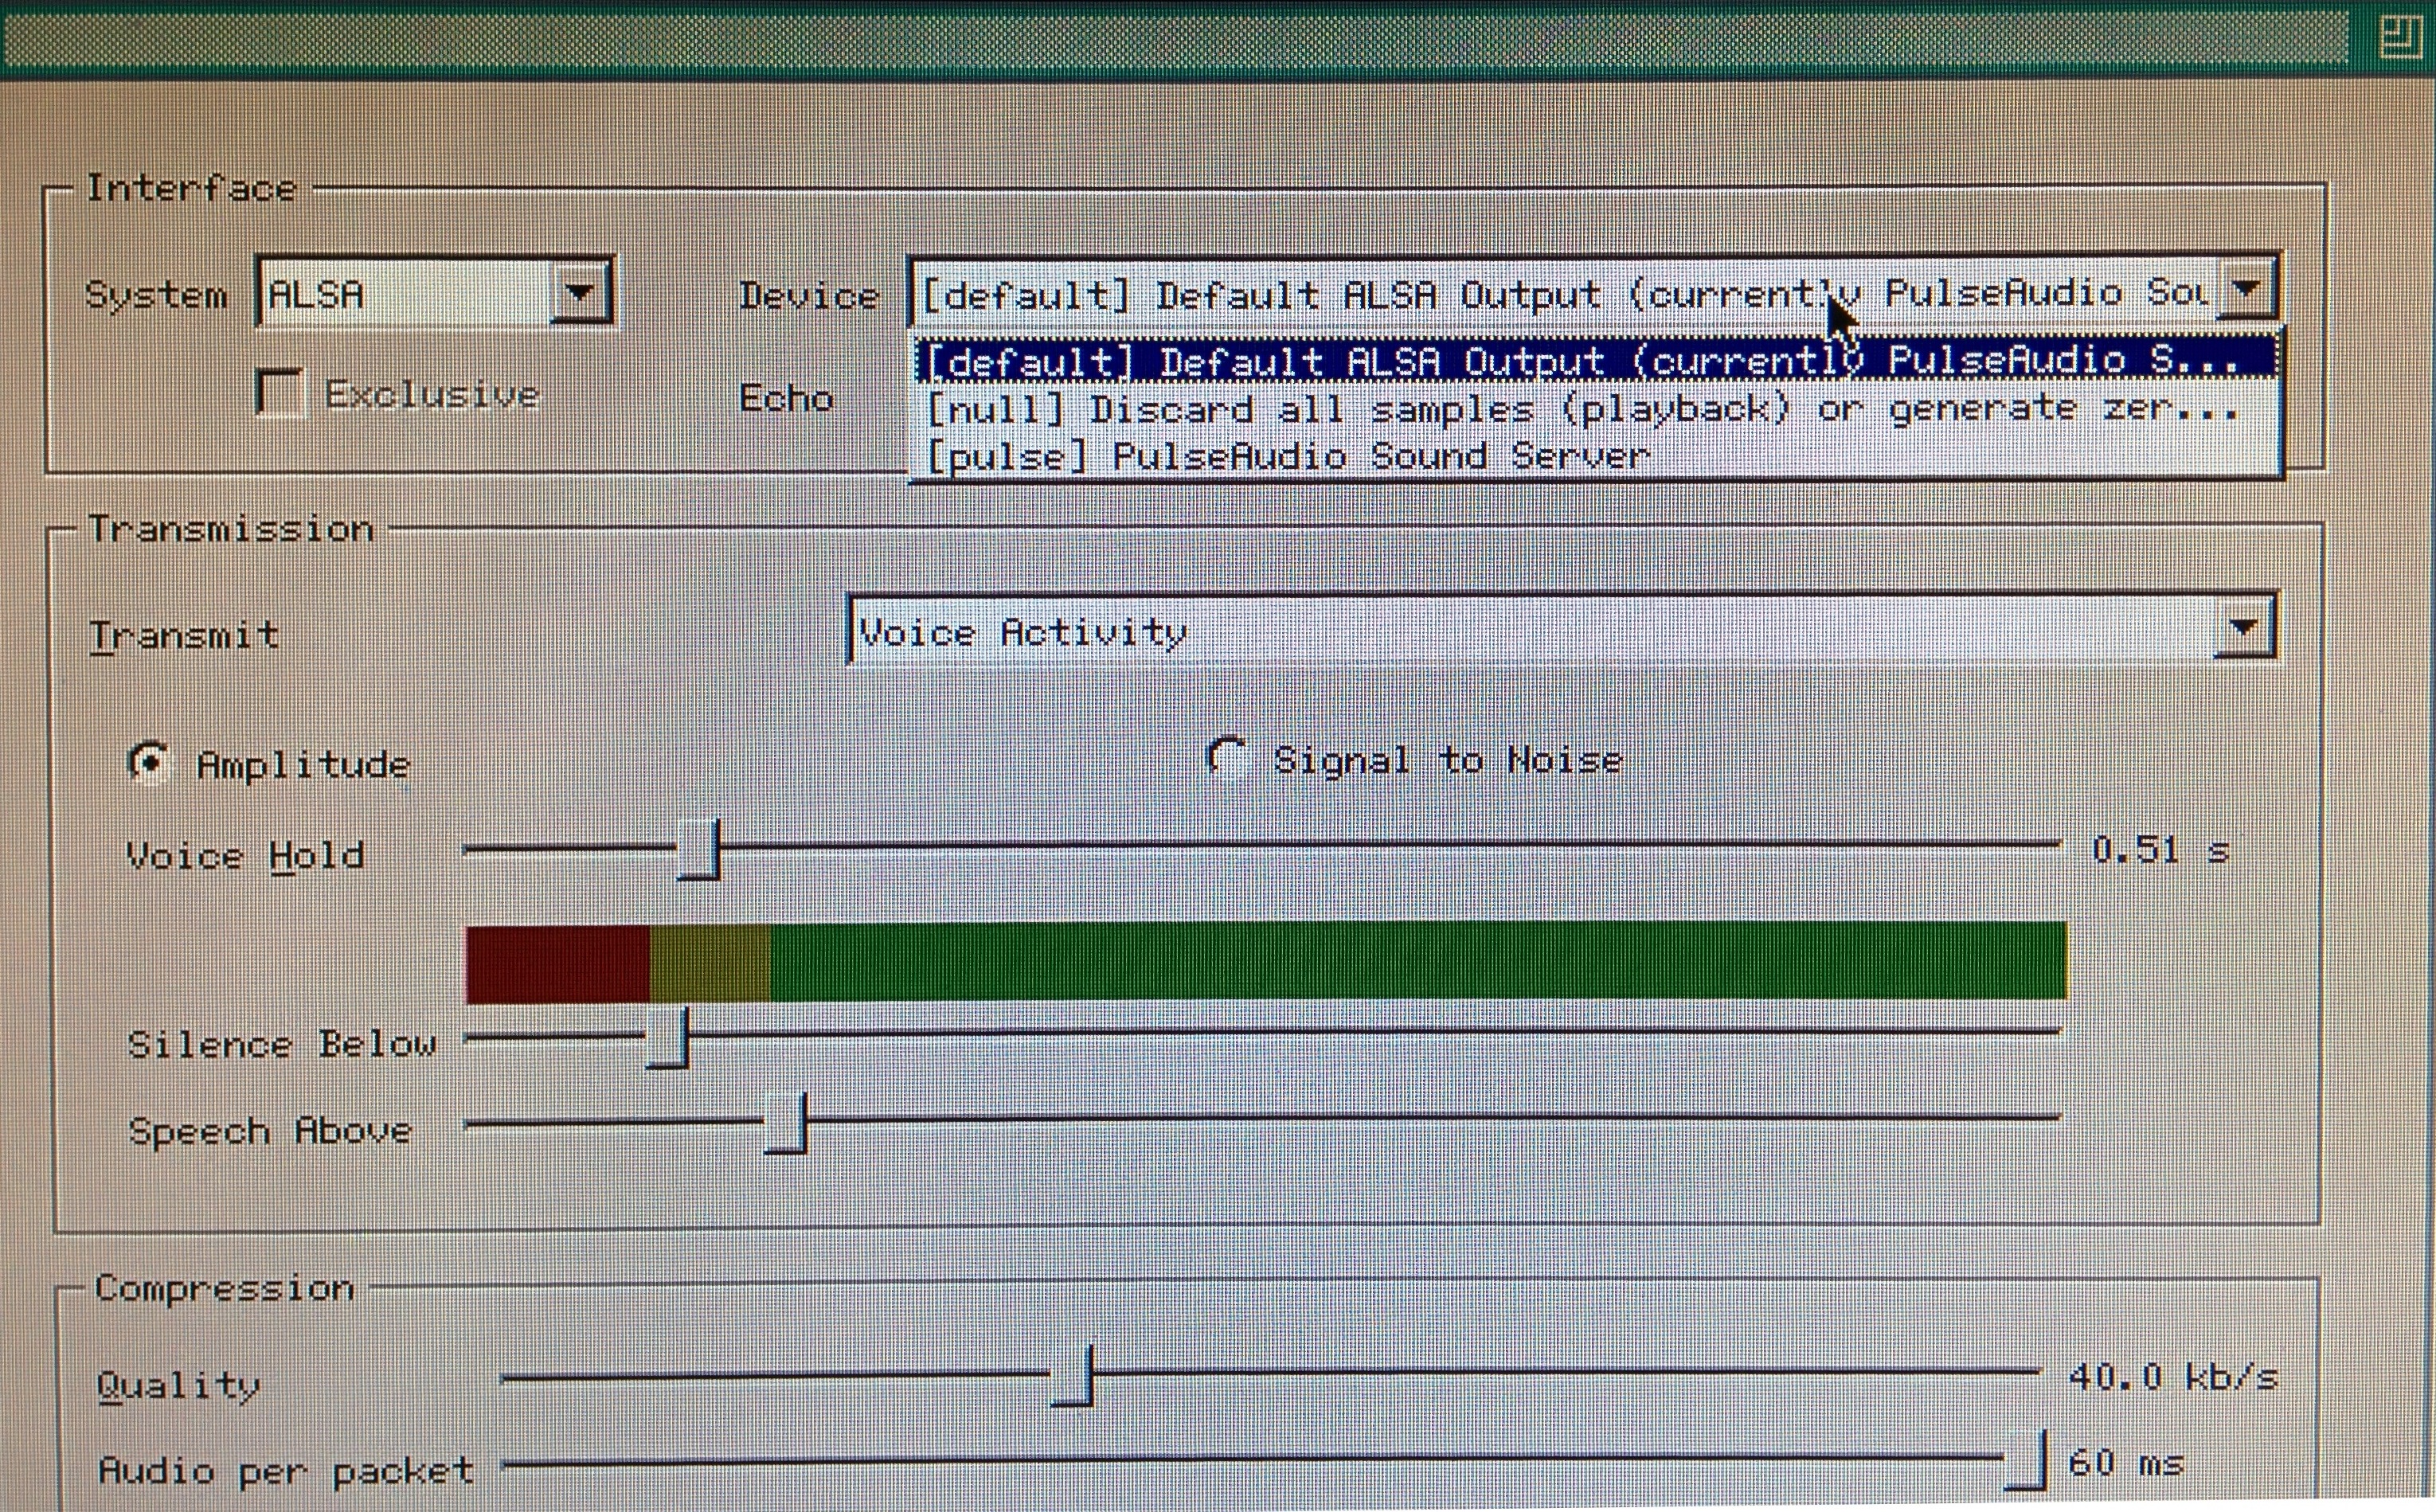 Interface
System ALSA Device [default] Default ALSA Output (currently PulseAudio Sou
[default] Default ALSA Output (currently PulseAudio S...
Exclusive Echo [null] Discard all samples (playback) or generate zer...
[pulse] PulseAudio Sound Server
Transmission
Transmit Voice Activity
Amplitude Signal to Noise
Voice Hold 0.51 s
Silence Below
Speech Above
Compression
Quality 40.0 kb/s
Audio per packet 60 ms